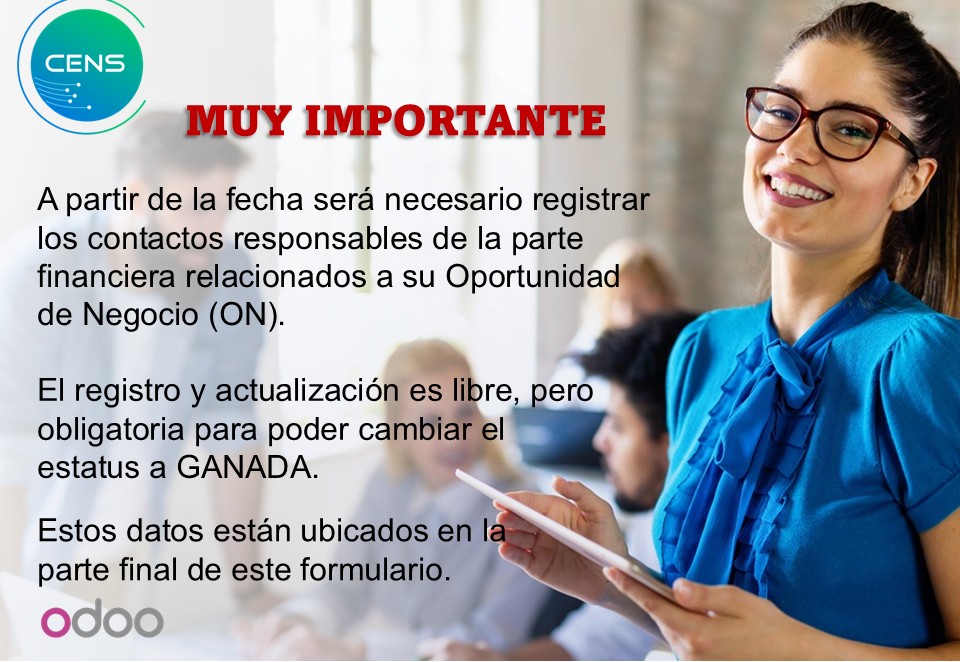 CENS
MUY IMPORTANTE
A partir de la fecha será necesario registrar
los contactos responsables de la parte
financiera relacionados a su Oportunidad
de Negocio (ON).
El registro y actualización es libre, pero
obligatoria para poder cambiar el
estatus a GANADA.
Estos datos están ubicados en la
parte final de este formulario.
odoo